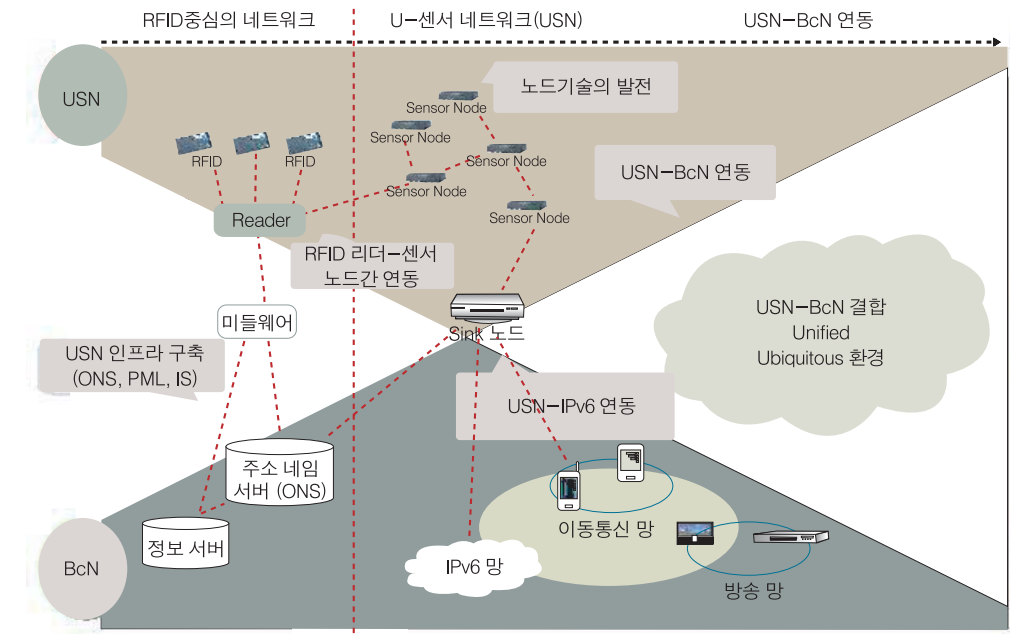 RFID중심의 네트워크
U-센서 네트워크(USN)
USN-BcN 연동
USN
노드기술의 발전
Sensor Node
Sensor Node
Sensor Node
Sensor Node
Sensor Node
RFID
RFID
Reader
USN-BcN 연동
RFID 리더-센서
노드간 연동
미들웨어
Sink 노드
USN-BcN 결합
Unified
Ubiquitous 환경
USN 인프라 구축
(ONS, PML, IS)
USN-IPv6 연동
주소 네임
서버 (ONS)
정보 서버
이동통신 망
IPv6 망
BcN
방송 망